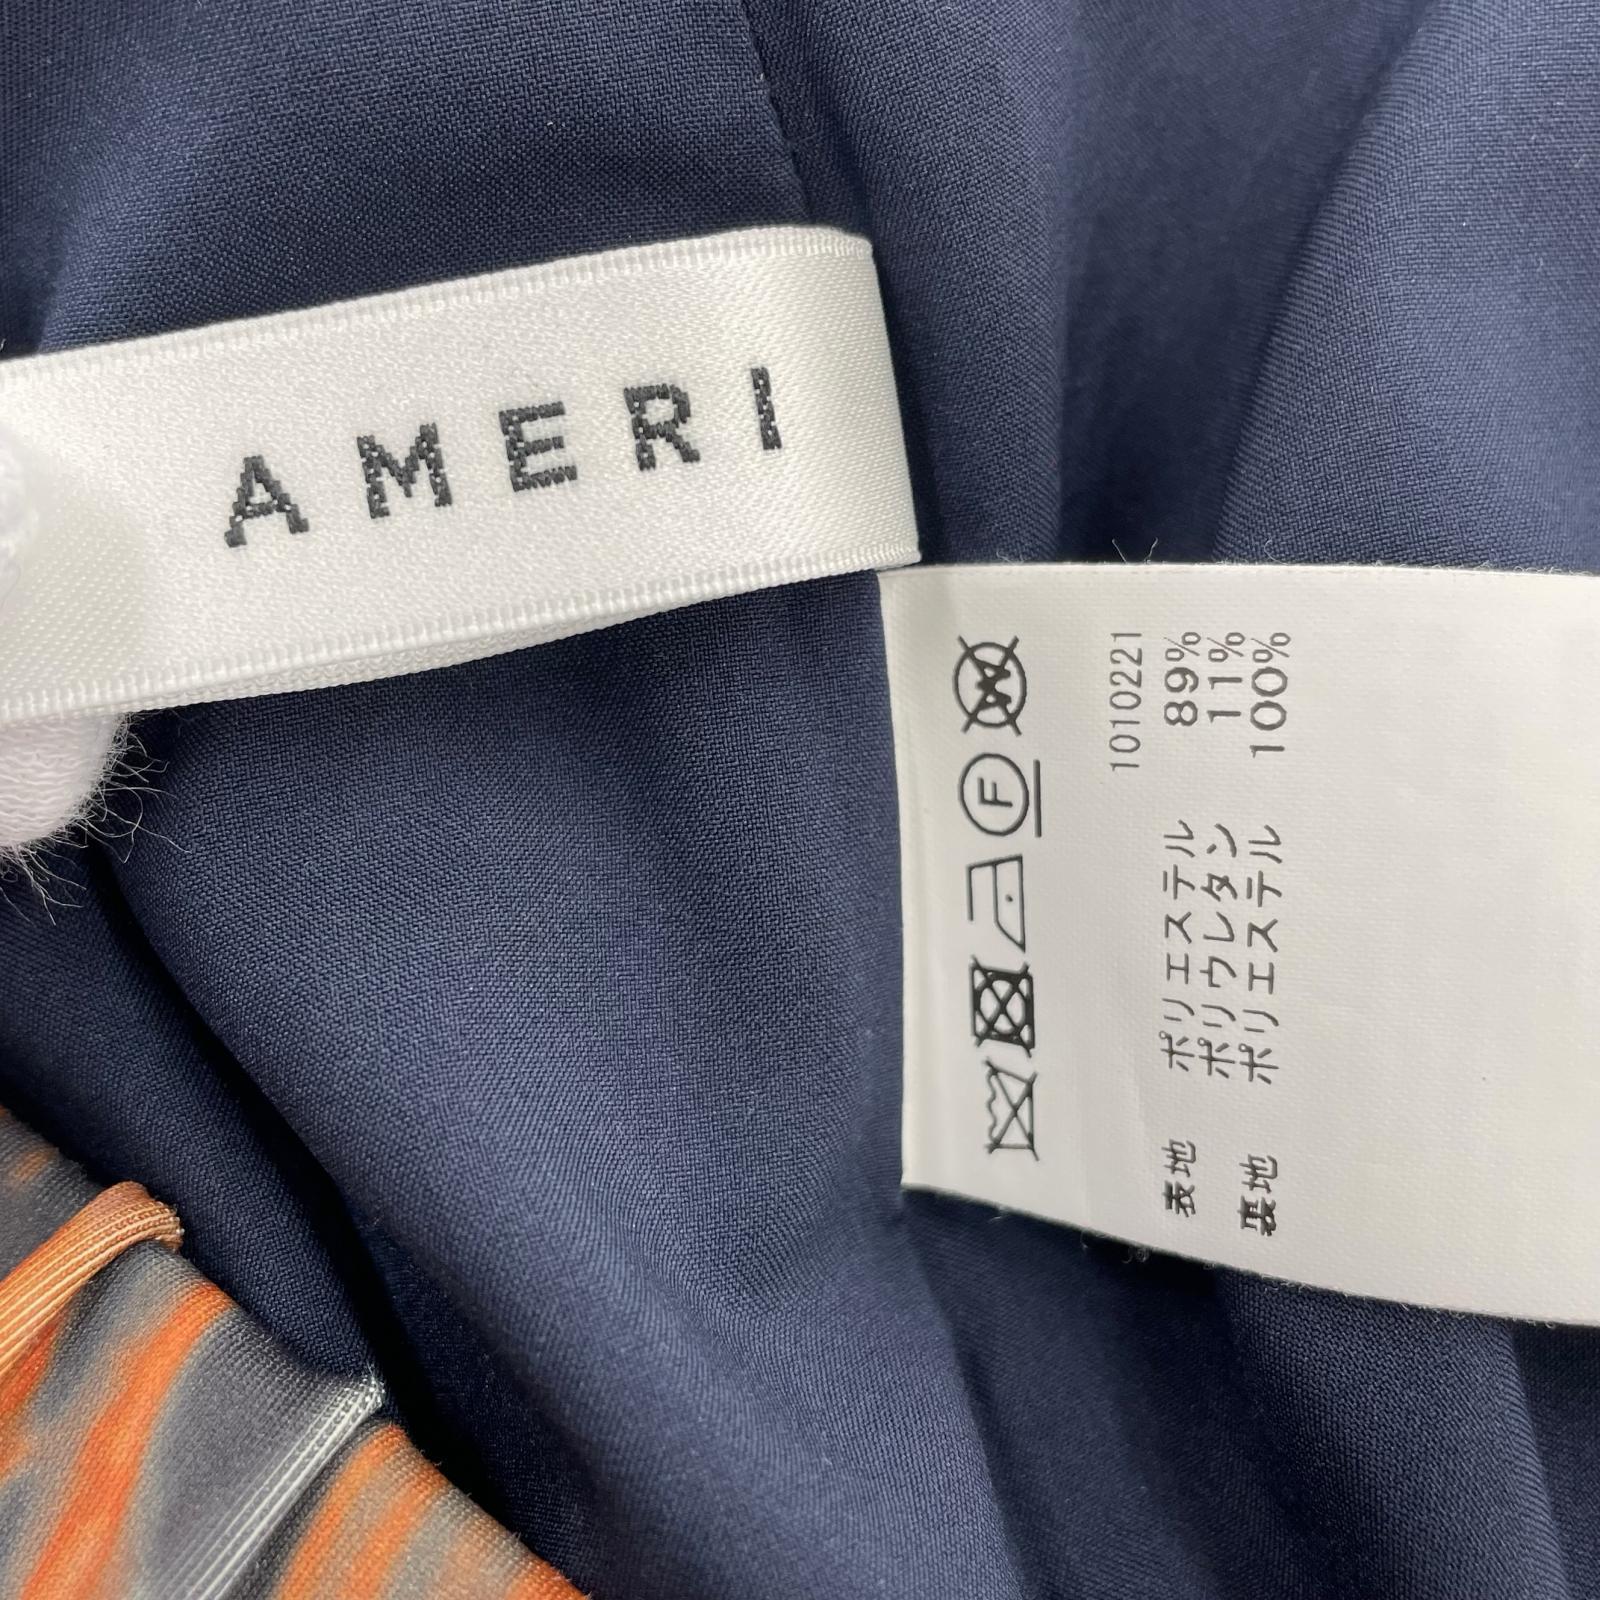 AMERI
W
F
1010221
表地 ポリエステル 89%
ポリウレタン 11%
裏地 ポリエステル 100%